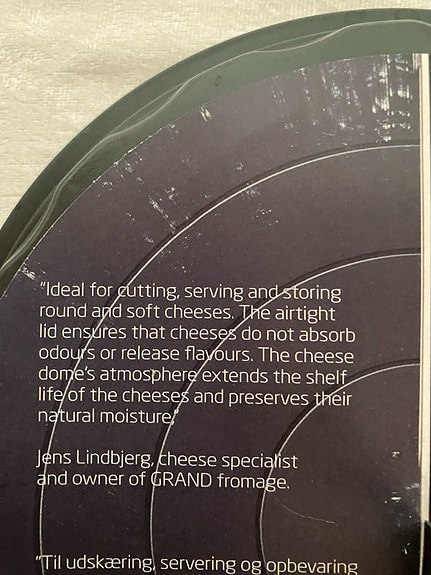 "Ideal for cutting, serving and storing
round and soft cheeses. The airtight
lid ensures that cheeses do not absorb
odours or release flavours. The cheese
dome's atmosphere extends the shelf
life of the cheeses and preserves their
natural moisture."
Jens Lindbjerg, cheese specialist
and owner of GRAND fromage.
"Til udskæring, servering og opbevaring